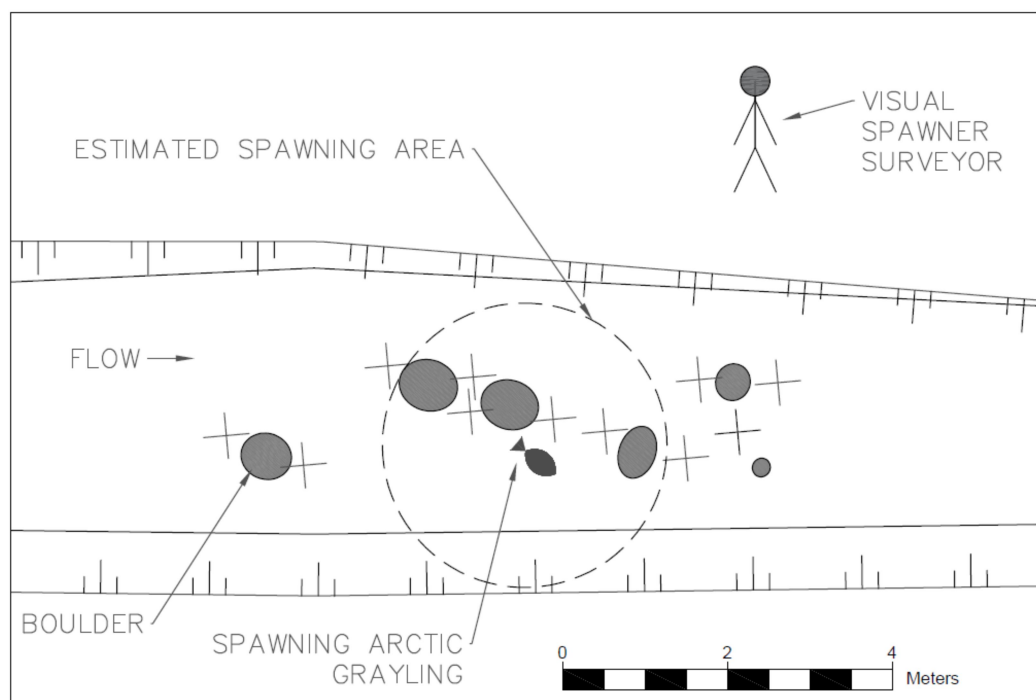 ESTIMATED SPAWNING AREA
VISUAL
SPAWNER
SURVEYOR
FLOW
BOULDER
SPAWNING ARCTIC
GRAYLING
0 2 4
Meters